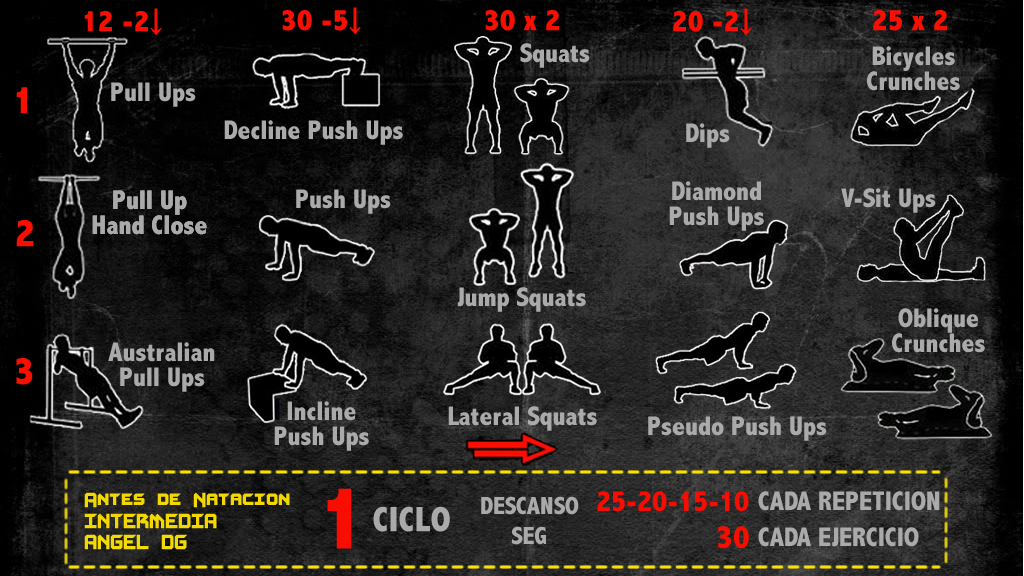 12 -2↓
30 -5↓
30 x 2
20 -2↓
25 x 2
1
Pull Ups
Decline Push Ups
Squats
Dips
Bicycles
Crunches
2
Pull Up
Hand Close
Push Ups
Jump Squats
Diamond
Push Ups
V-Sit Ups
3
Australian
Pull Ups
Incline
Push Ups
Lateral Squats
Pseudo Push Ups
Oblique
Crunches
ANTES DE NATACION
INTERMEDIA
ANGEL DG
1 CICLO
DESCANSO
SEG
25-20-15-10 CADA REPETICION
30 CADA EJERCICIO